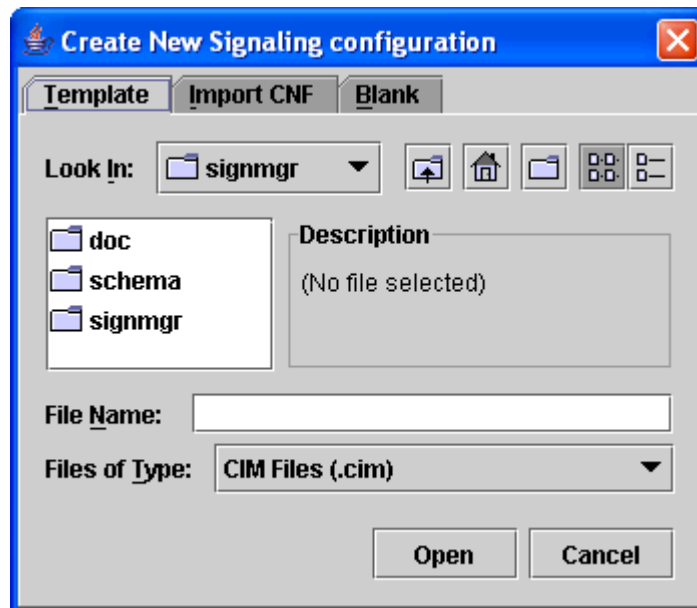 Create New Signaling configuration
Template Import CNF Blank
Look In: signmgr
doc
schema
signmgr
Description
(No file selected)
File Name:
Files of Type: CIM Files (.cim)
Open Cancel